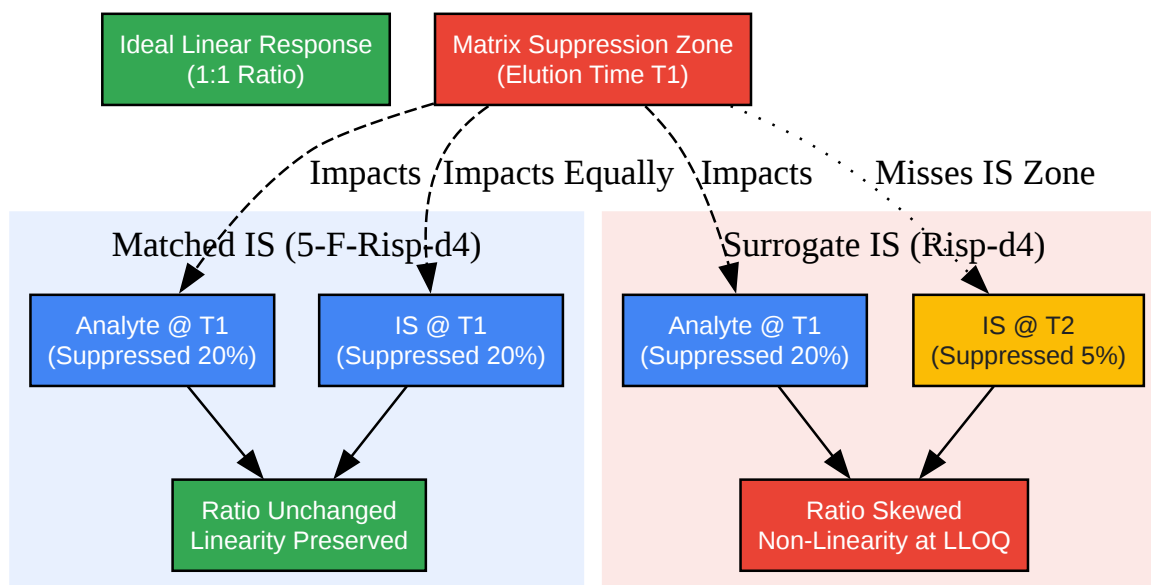 Ideal Linear Response
(1:1 Ratio)
Matrix Suppression Zone
(Elution Time T1)
Impacts
Impacts Equally
Impacts
Misses IS Zone
Matched IS (5-F-Risp-d4)
Surrogate IS (Risp-d4)
Analyte @ T1
(Suppressed 20%)
IS @ T1
(Suppressed 20%)
Analyte @ T1
(Suppressed 20%)
IS @ T2
(Suppressed 5%)
Ratio Unchanged
Linearity Preserved
Ratio Skewed
Non-Linearity at LLOQ